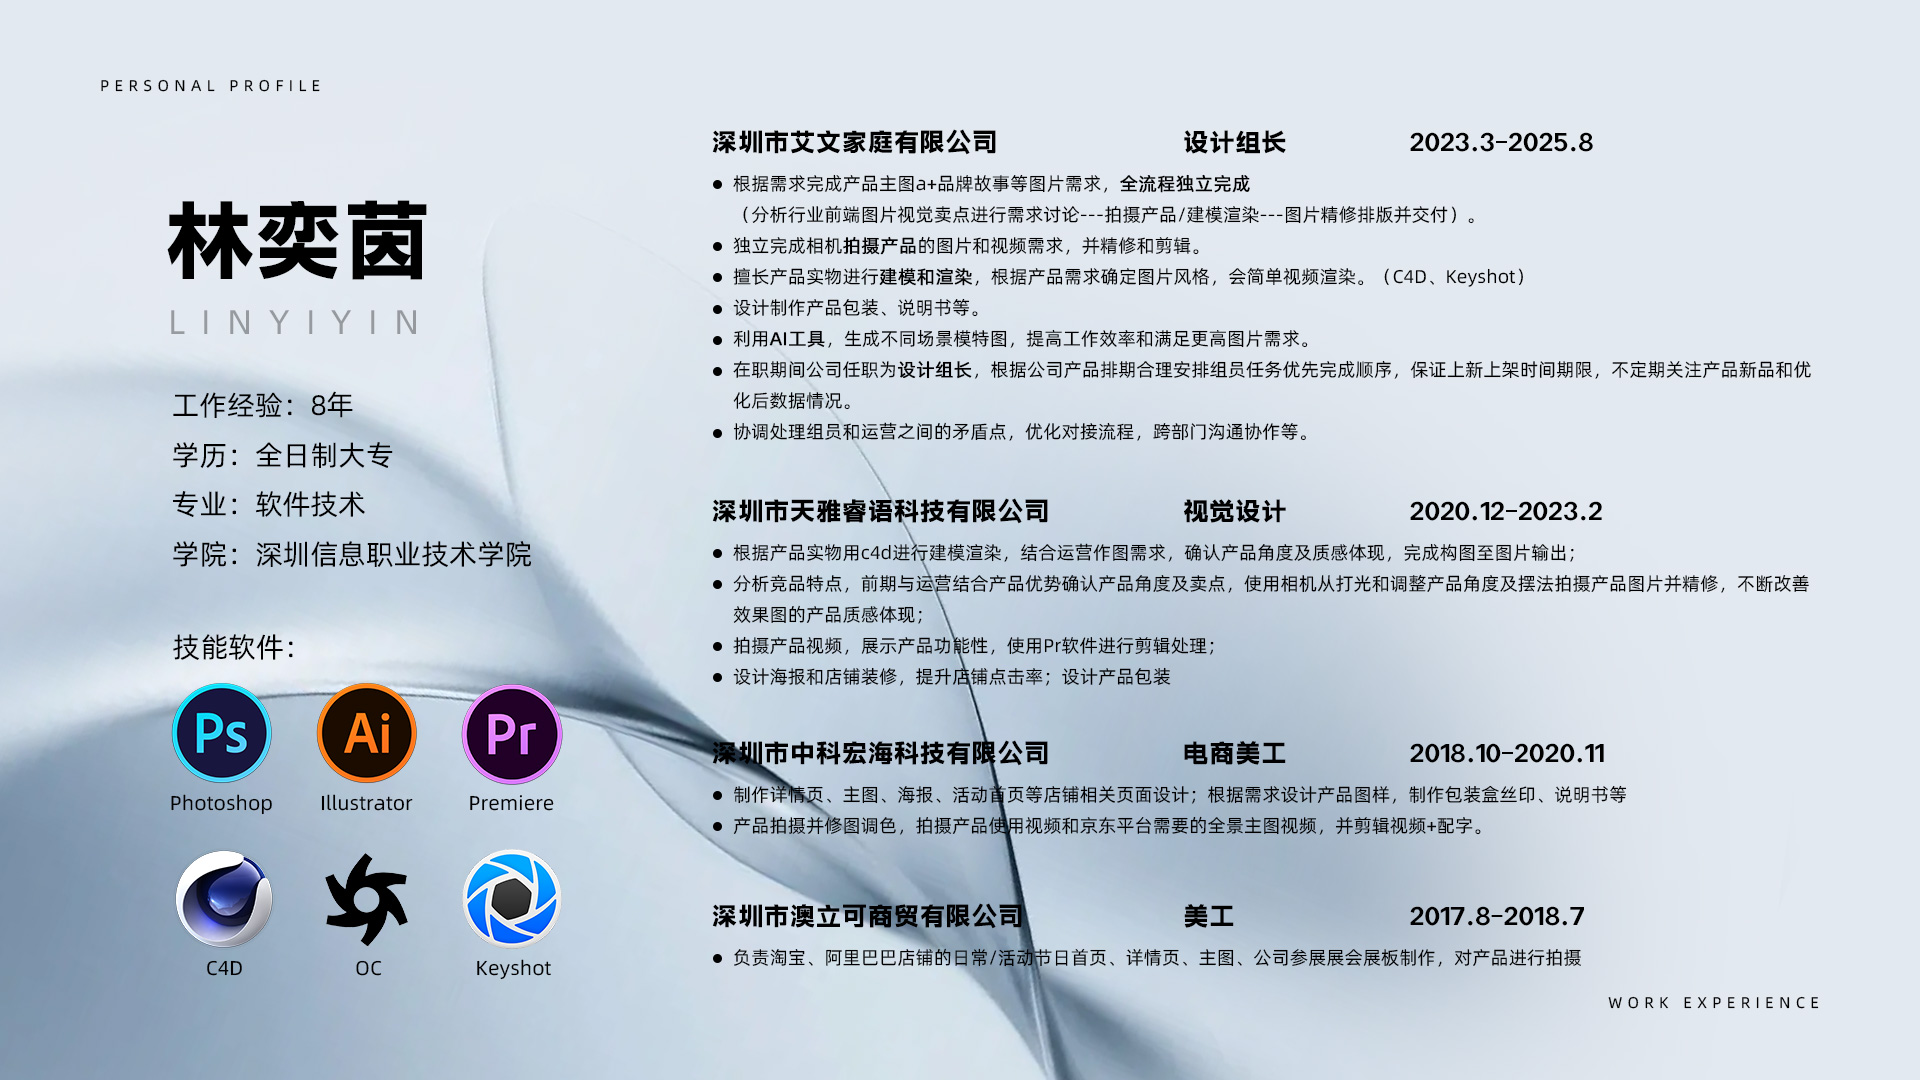 PERSONAL PROFILE
林奕茵
LINYIYIN
工作经验：8年
学历：全日制大专
专业：软件技术
学院：深圳信息职业技术学院
技能软件：
Ps Ai Pr
Photoshop Illustrator Premiere
C4D OC Keyshot
深圳市艾文家庭有限公司 设计组长 2023.3-2025.8
● 根据需求完成产品主图a+品牌故事等图片需求，全流程独立完成
（分析行业前端图片视觉卖点进行需求讨论---拍摄产品/建模渲染---图片精修排版并交付）。
● 独立完成相机拍摄产品的图片和视频需求，并精修和剪辑。
● 擅长产品实物进行建模和渲染，根据产品需求确定图片风格，会简单视频渲染。（C4D、Keyshot）
● 设计制作产品包装、说明书等。
● 利用AI工具，生成不同场景模特图，提高工作效率和满足更高图片需求。
● 在职期间公司任职为设计组长，根据公司产品排期合理安排组员任务优先完成顺序，保证上新上架时间期限，不定期关注产品新品和优
化后数据情况。
● 协调处理组员和运营之间的矛盾点，优化对接流程，跨部门沟通协作等。
深圳市天雅睿语科技有限公司 视觉设计 2020.12-2023.2
● 根据产品实物用c4d进行建模渲染，结合运营作图需求，确认产品角度及质感体现，完成构图至图片输出；
● 分析竞品特点，前期与运营结合产品优势确认产品角度及卖点，使用相机从打光和调整产品角度及摆法拍摄产品图片并精修，不断改善
效果图的产品质感体现；
● 拍摄产品视频，展示产品功能性，使用Pr软件进行剪辑处理；
● 设计海报和店铺装修，提升店铺点击率；设计产品包装
深圳市中科宏海科技有限公司 电商美工 2018.10-2020.11
● 制作详情页、主图、海报、活动首页等店铺相关页面设计；根据需求设计产品图样，制作包装盒丝印、说明书等
● 产品拍摄并修图调色，拍摄产品使用视频和京东平台需要的全景主图视频，并剪辑视频+配字。
深圳市澳立可商贸有限公司 美工 2017.8-2018.7
● 负责淘宝、阿里巴巴店铺的日常/活动节日首页、详情页、主图、公司参展展会展板制作，对产品进行拍摄
WORK EXPERIENCE